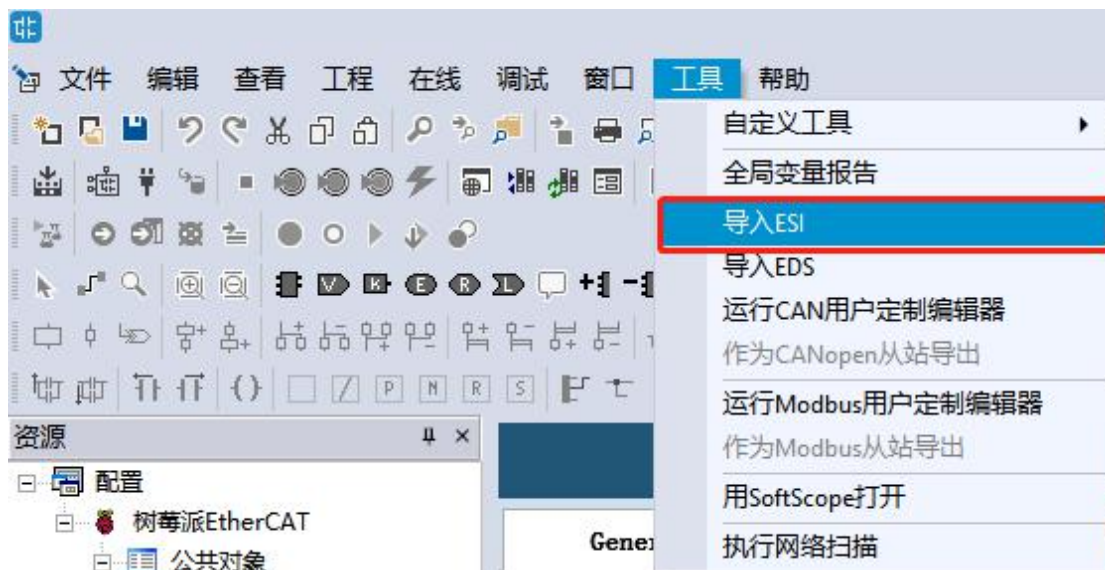 文件 编辑 查看 工程 在线 调试 窗口 工具 帮助
自定义工具
全局变量报告
导入ESI
导入EDS
运行CAN用户定制编辑器
作为CANopen从站导出
运行Modbus用户定制编辑器
作为Modbus从站导出
用SoftScope打开
执行网络扫描
资源
配置
树莓派EtherCAT
公共对象
Gener